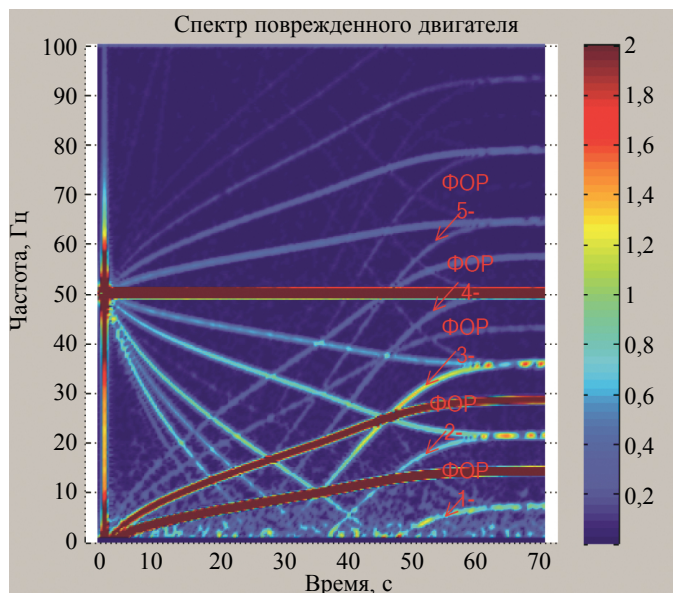 Спектр поврежденного двигателя
100
90
80
70
60
50
40
30
20
10
0
Частота, Гц
ФОР
5-
ФОР
4-
ФОР
3-
ФОР
2-
ФОР
1-
0 10 20 30 40 50 60 70
Время, с
2
1,8
1,6
1,4
1,2
1
0,8
0,6
0,4
0,2